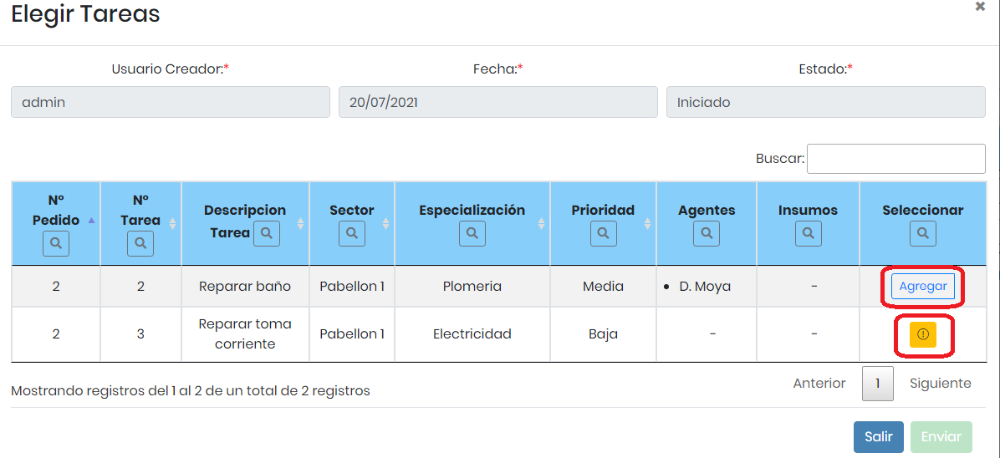 Elegir Tareas
Usuario Creador:* Fecha:* Estado:*
admin 20/07/2021 Iniciado
Buscar:
N° Pedido N° Tarea Descripcion Tarea Sector Especialización Prioridad Agentes Insumos Seleccionar
2 2 Reparar baño Pabellon 1 Plomeria Media • D. Moya - Agregar
2 3 Reparar toma corriente Pabellon 1 Electricidad Baja - -
Mostrando registros del 1 al 2 de un total de 2 registros
Anterior 1 Siguiente
Salir Enviar